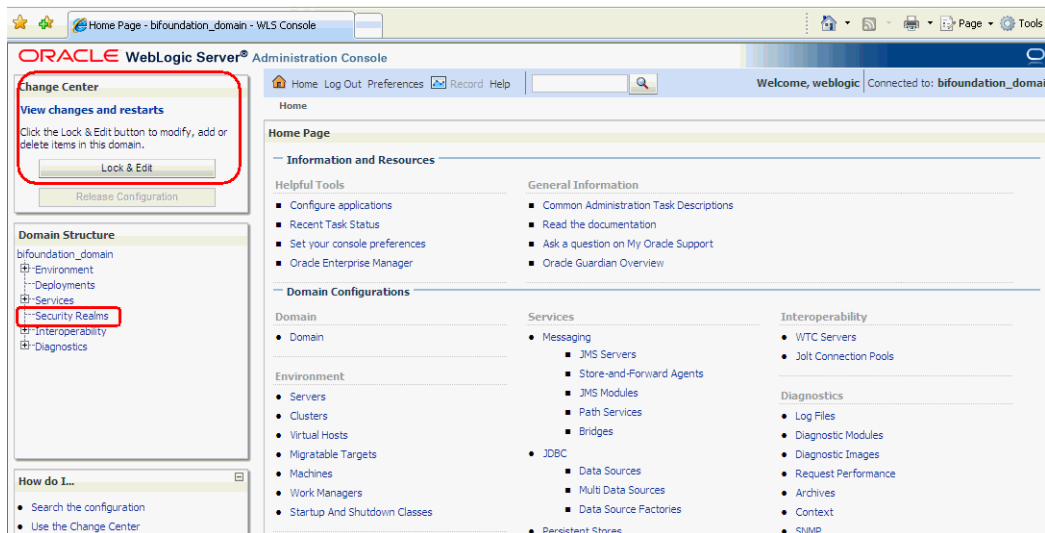 Home Page - bifoundation_domain - WLS Console
Page
Tools
ORACLE WebLogic Server® Administration Console
Change Center
View changes and restarts
Click the Lock & Edit button to modify, add or
delete items in this domain.
Lock & Edit
Release Configuration
Domain Structure
bifoundation_domain
Environment
Deployments
Services
Security Realms
Interoperability
Diagnostics
How do I...
Search the configuration
Use the Change Center
Home Log Out Preferences Record Help
Welcome, weblogic Connected to: bifoundation_domai
Home
Home Page
Information and Resources
Helpful Tools
Configure applications
Recent Task Status
Set your console preferences
Oracle Enterprise Manager
General Information
Common Administration Task Descriptions
Read the documentation
Ask a question on My Oracle Support
Oracle Guardian Overview
Domain Configurations
Domain
Domain
Environment
Servers
Clusters
Virtual Hosts
Migratable Targets
Machines
Work Managers
Startup And Shutdown Classes
Services
Messaging
JMS Servers
Store-and-Forward Agents
JMS Modules
Path Services
Bridges
JDBC
Data Sources
Multi Data Sources
Data Source Factories
Persistent Stores
Interoperability
WTC Servers
Jolt Connection Pools
Diagnostics
Log Files
Diagnostic Modules
Diagnostic Images
Request Performance
Archives
Context
SNMP